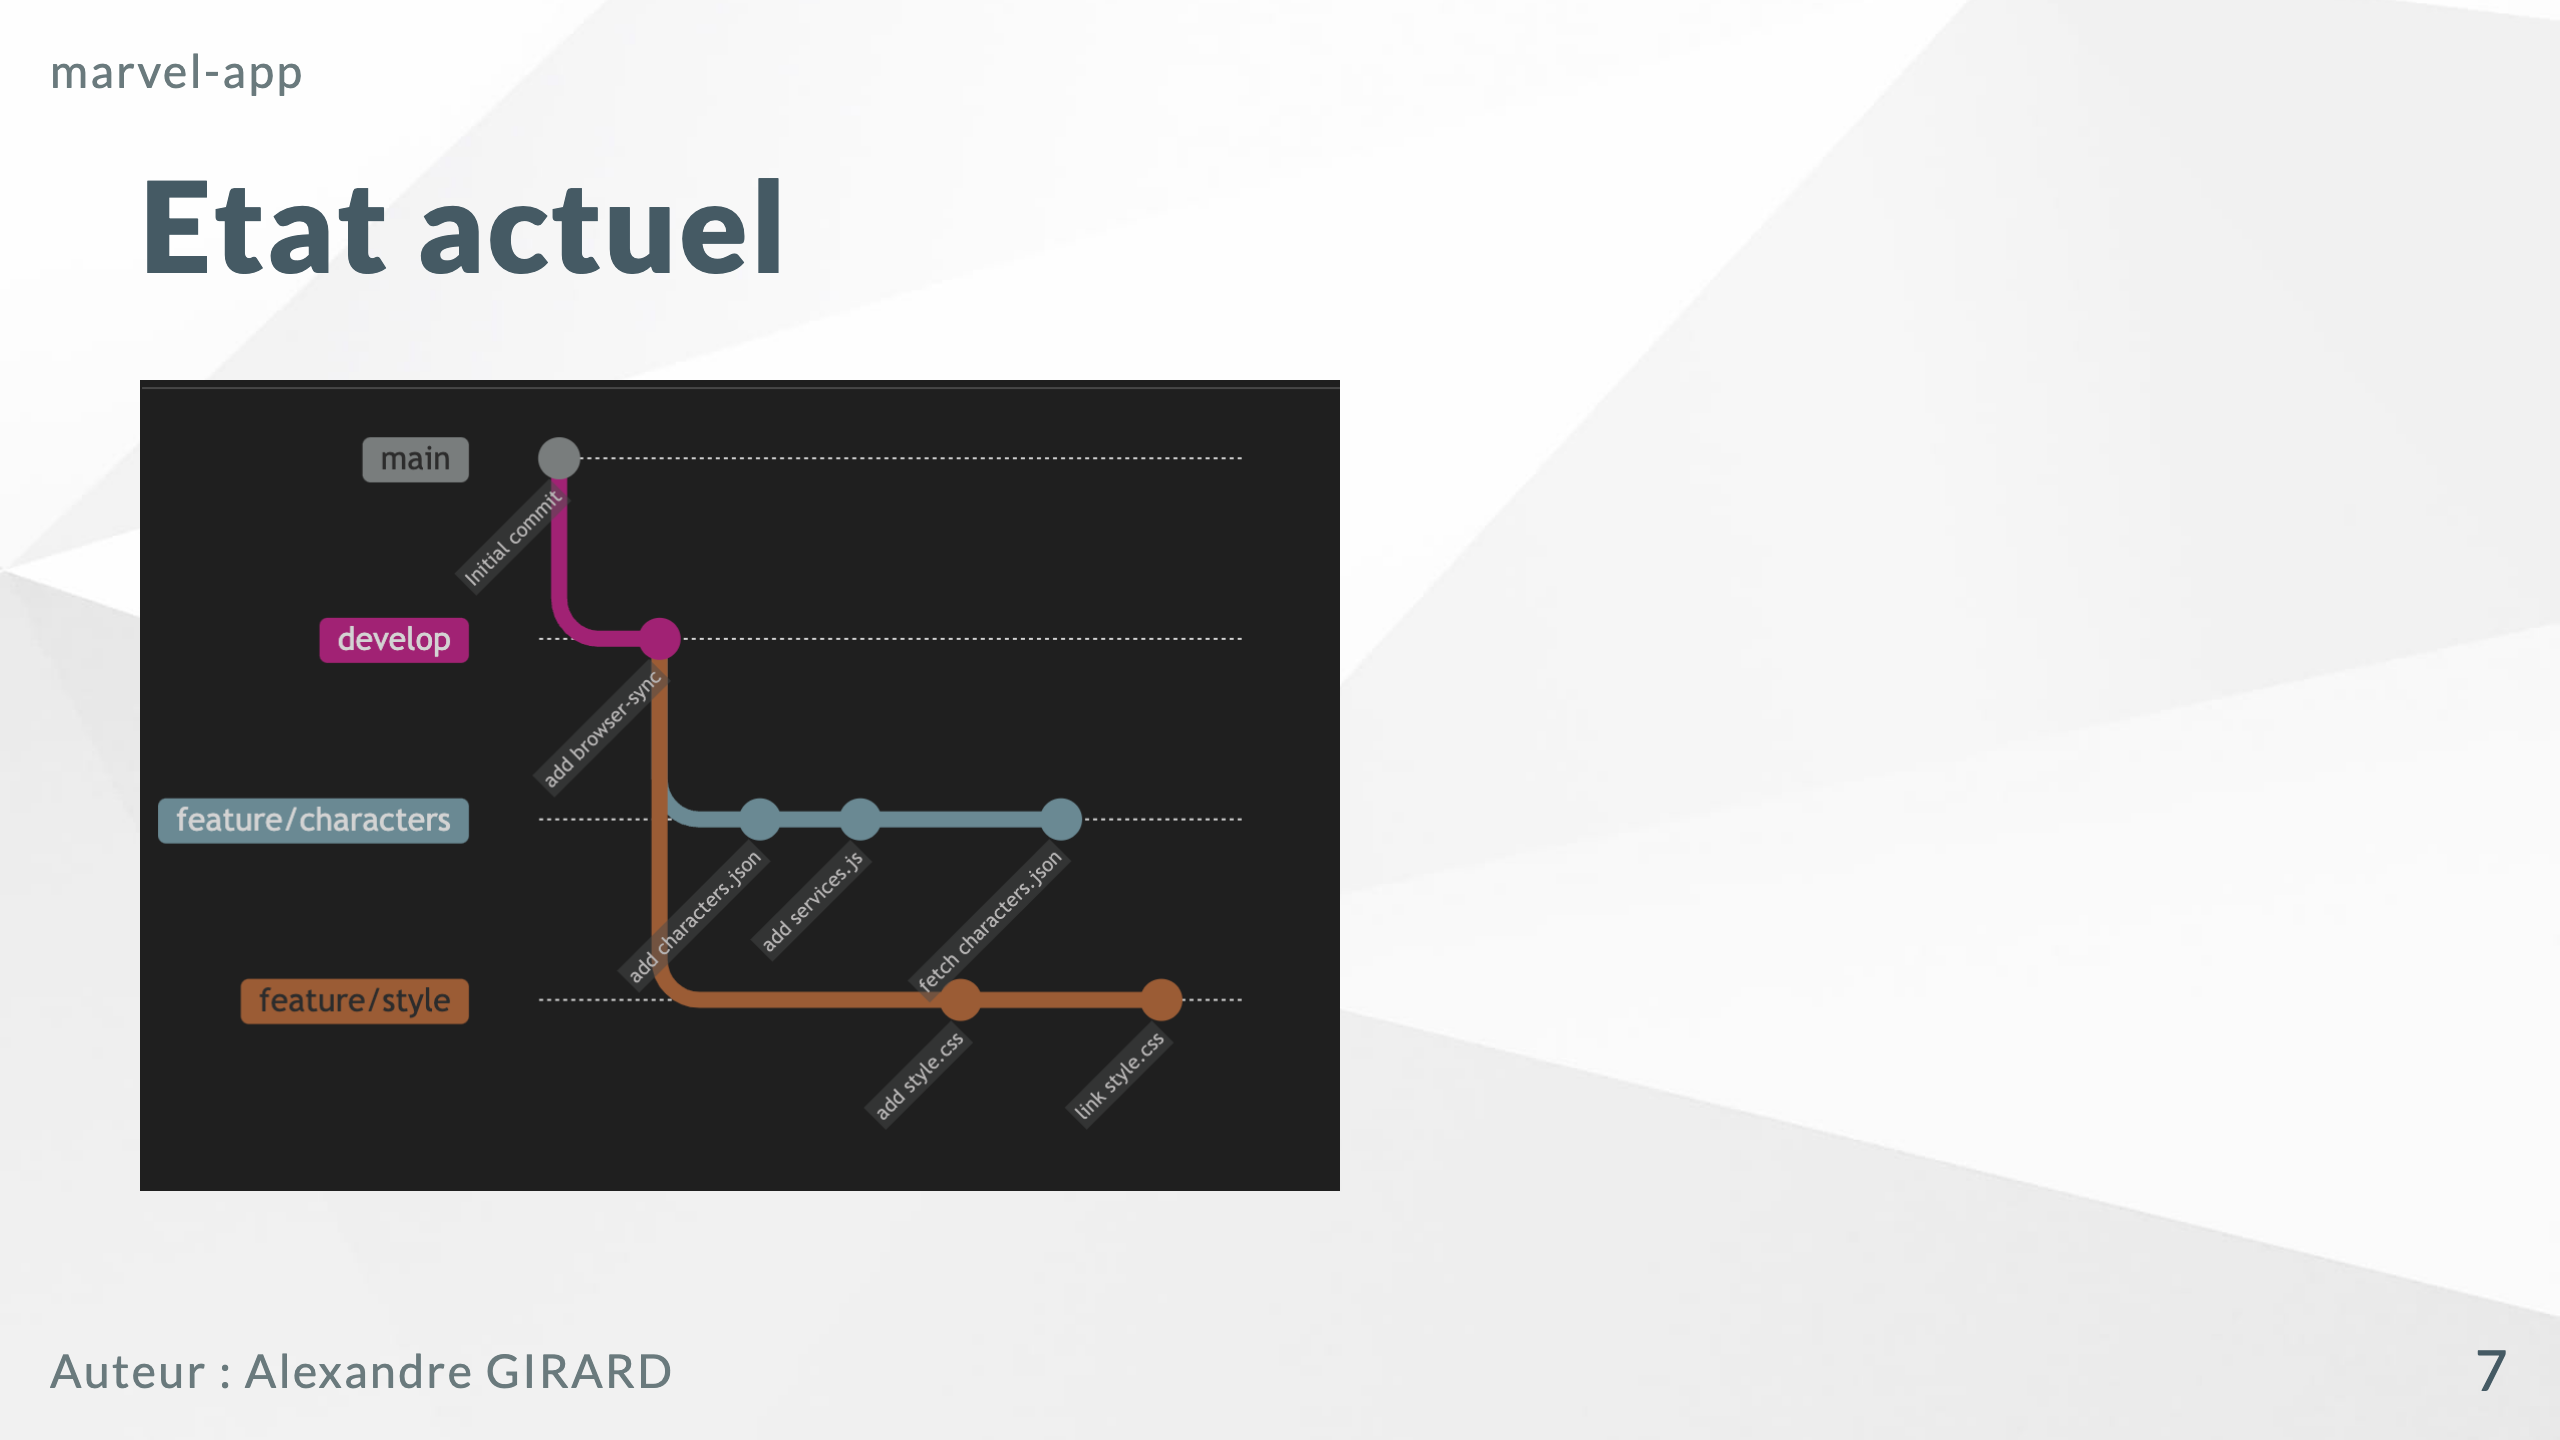 marvel-app
Etat actuel
main
Initial commit
develop
add browser-sync
feature/characters
add characters.json
add services.js
fetch characters.json
feature/style
add style.css
link style.css
Auteur : Alexandre GIRARD
7